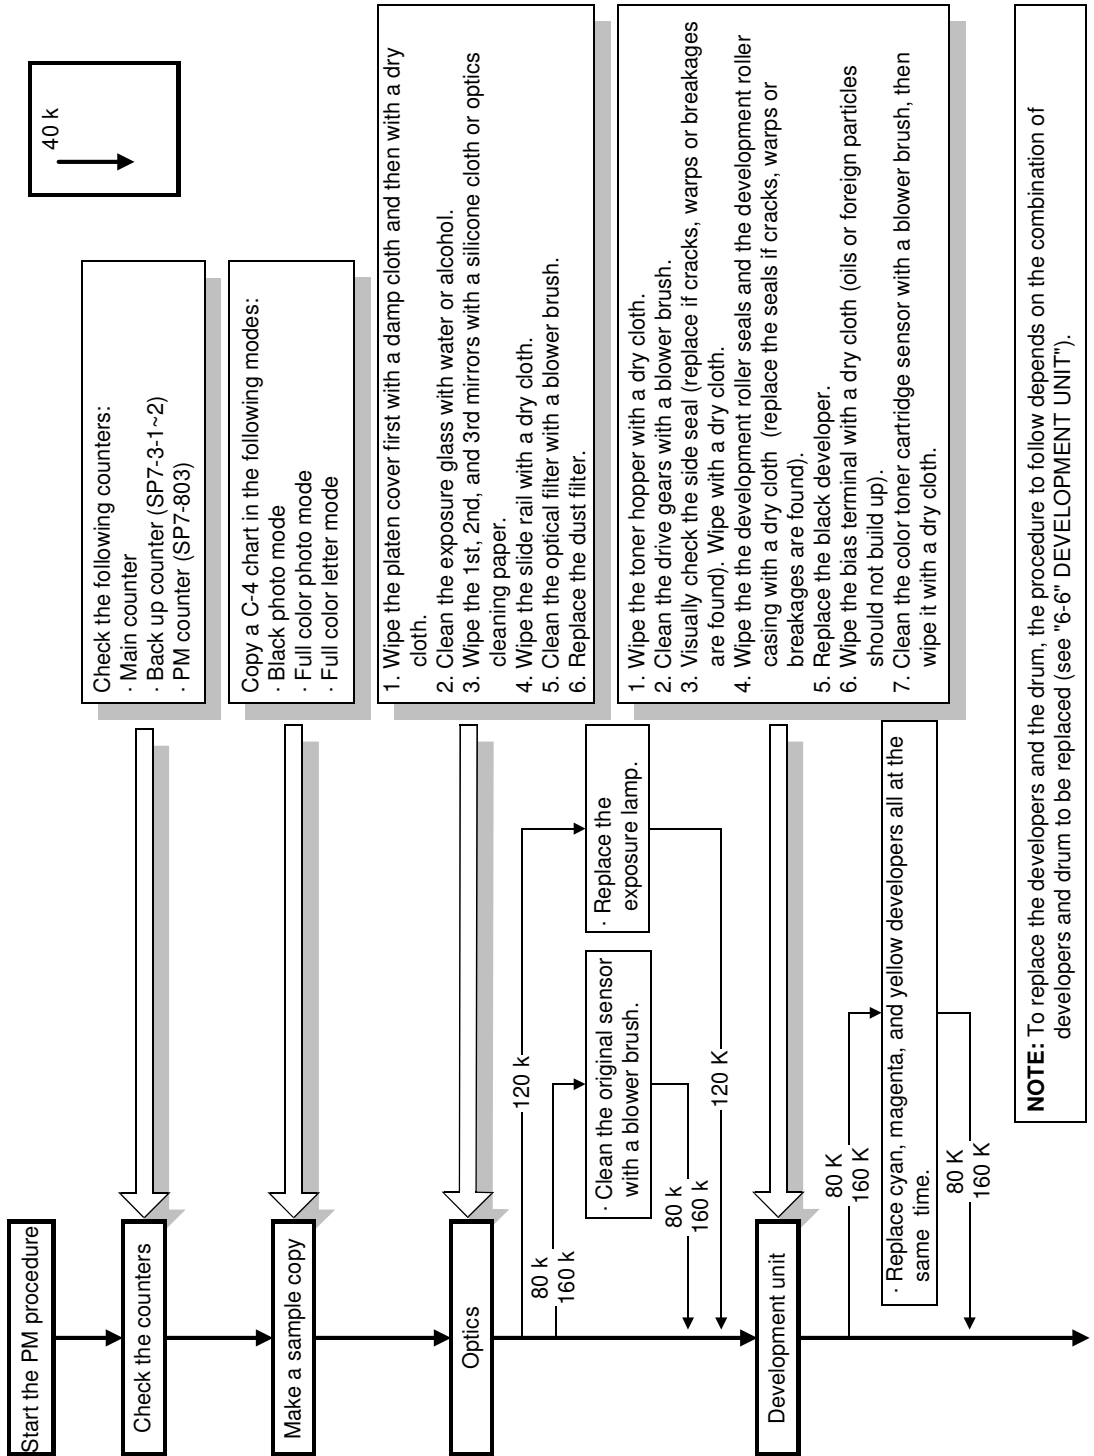 Start the PM procedure
Check the counters
Check the following counters:
· Main counter
· Back up counter (SP7-3-1~2)
· PM counter (SP7-803)
40 k
Make a sample copy
Copy a C-4 chart in the following modes:
· Black photo mode
· Full color photo mode
· Full color letter mode
Optics
1. Wipe the platen cover first with a damp cloth and then with a dry
cloth.
2. Clean the exposure glass with water or alcohol.
3. Wipe the 1st, 2nd, and 3rd mirrors with a silicone cloth or optics
cleaning paper.
4. Wipe the slide rail with a dry cloth.
5. Clean the optical filter with a blower brush.
6. Replace the dust filter.
120 k
80 k
160 k
· Clean the original sensor
with a blower brush.
· Replace the
exposure lamp.
80 k
160 k
120 K
Development unit
1. Wipe the toner hopper with a dry cloth.
2. Clean the drive gears with a blower brush.
3. Visually check the side seal (replace if cracks, warps or breakages
are found). Wipe with a dry cloth.
4. Wipe the the development roller seals and the development roller
casing with a dry cloth  (replace the seals if cracks, warps or
breakages are found).
5. Replace the black developer.
6. Wipe the bias terminal with a dry cloth (oils or foreign particles
should not build up).
7. Clean the color toner cartridge sensor with a blower brush, then
wipe it with a dry cloth.
80 K
160 K
· Replace cyan, magenta, and yellow developers all at the
same  time.
80 K
160 K
NOTE: To replace the developers and the drum, the procedure to follow depends on the combination of
developers and drum to be replaced (see "6-6" DEVELOPMENT UNIT").